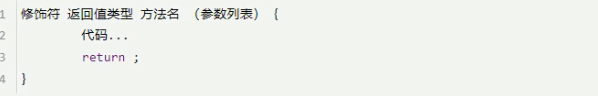 1 修饰符 返回值类型 方法名 （参数列表） {
2 代码...
3 return ;
4 }